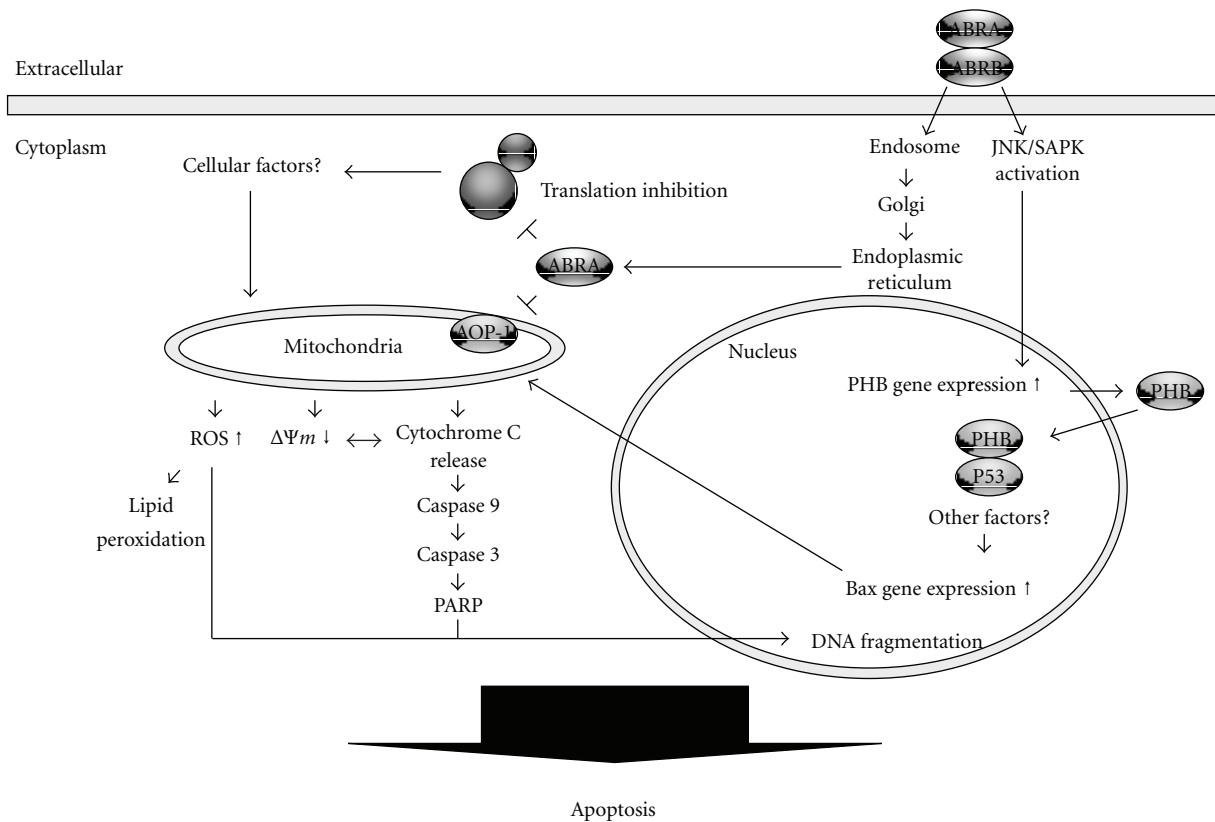 ABRA
ABRB
Extracellular
Cytoplasm
Cellular factors?
Translation inhibition
Endosome
JNK/SAPK
activation
Golgi
Endoplasmic
reticulum
ABRA
AOP-1
Mitochondria
Nucleus
PHB gene expression ↑
PHB
PHB
P53
Other factors?
Bax gene expression ↑
DNA fragmentation
ROS ↑
ΔΨm ↓
Cytochrome C
release
Lipid
peroxidation
Caspase 9
Caspase 3
PARP
Apoptosis